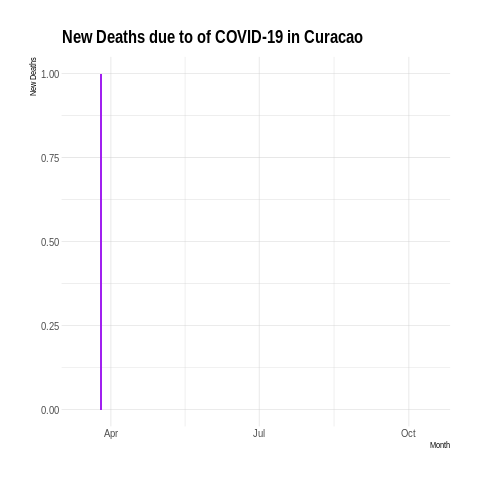 New Deaths due to of COVID-19 in Curacao
New Deaths
1.00
0.75
0.50
0.25
0.00
Apr Jul Oct
Month